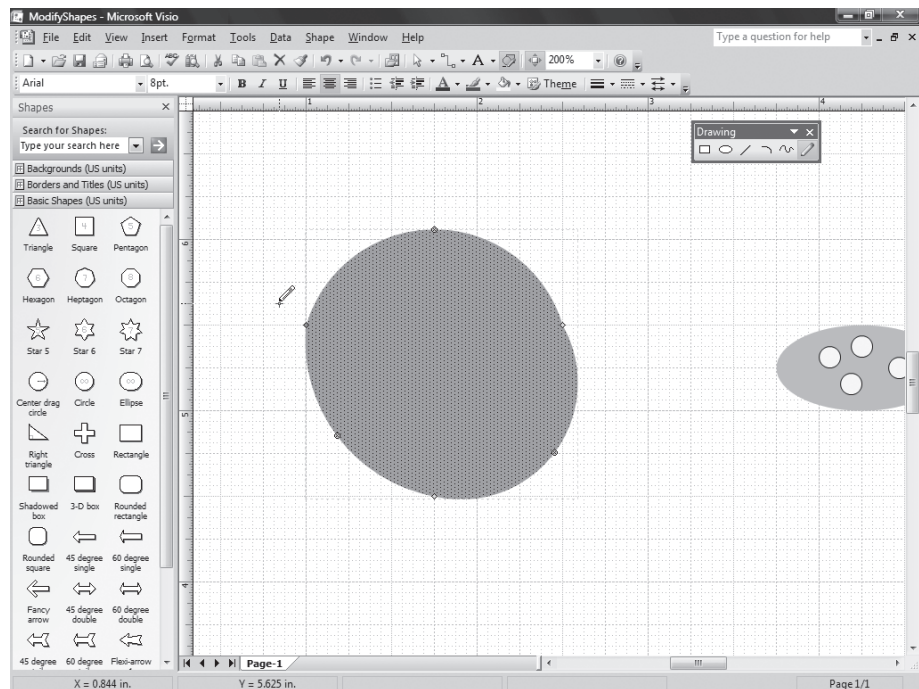 ModifyShapes - Microsoft Visio
File Edit View Insert Format Tools Data Shape Window Help
Type a question for help
200%
Arial
8pt.
B I U
Theme
Shapes
Search for Shapes:
Type your search here
Backgrounds (US units)
Borders and Titles (US units)
Basic Shapes (US units)
Triangle Square Pentagon
Hexagon Heptagon Octagon
Star 5 Star 6 Star 7
Center drag circle
Circle Ellipse
Right triangle
Cross Rectangle
Shadowed box
3-D box
Rounded rectangle
Rounded square
45 degree single
60 degree single
Fancy arrow
45 degree double
60 degree double
45 degree 60 degree Flexi-arrow
1 2 3 4
6
5
4
Drawing
Page-1
X = 0.844 in.
Y = 5.625 in.
Page 1/1